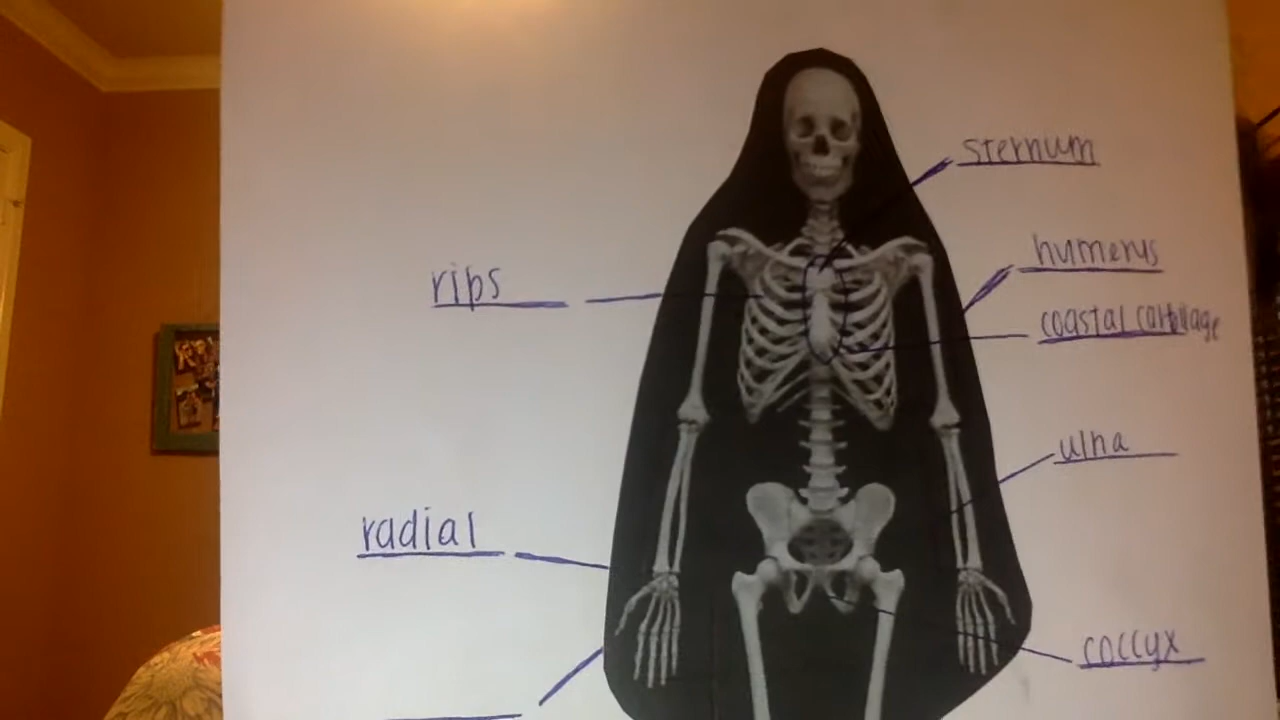 sternum
humerus
rips
coastal cartilage
ulna
radial
coccyx